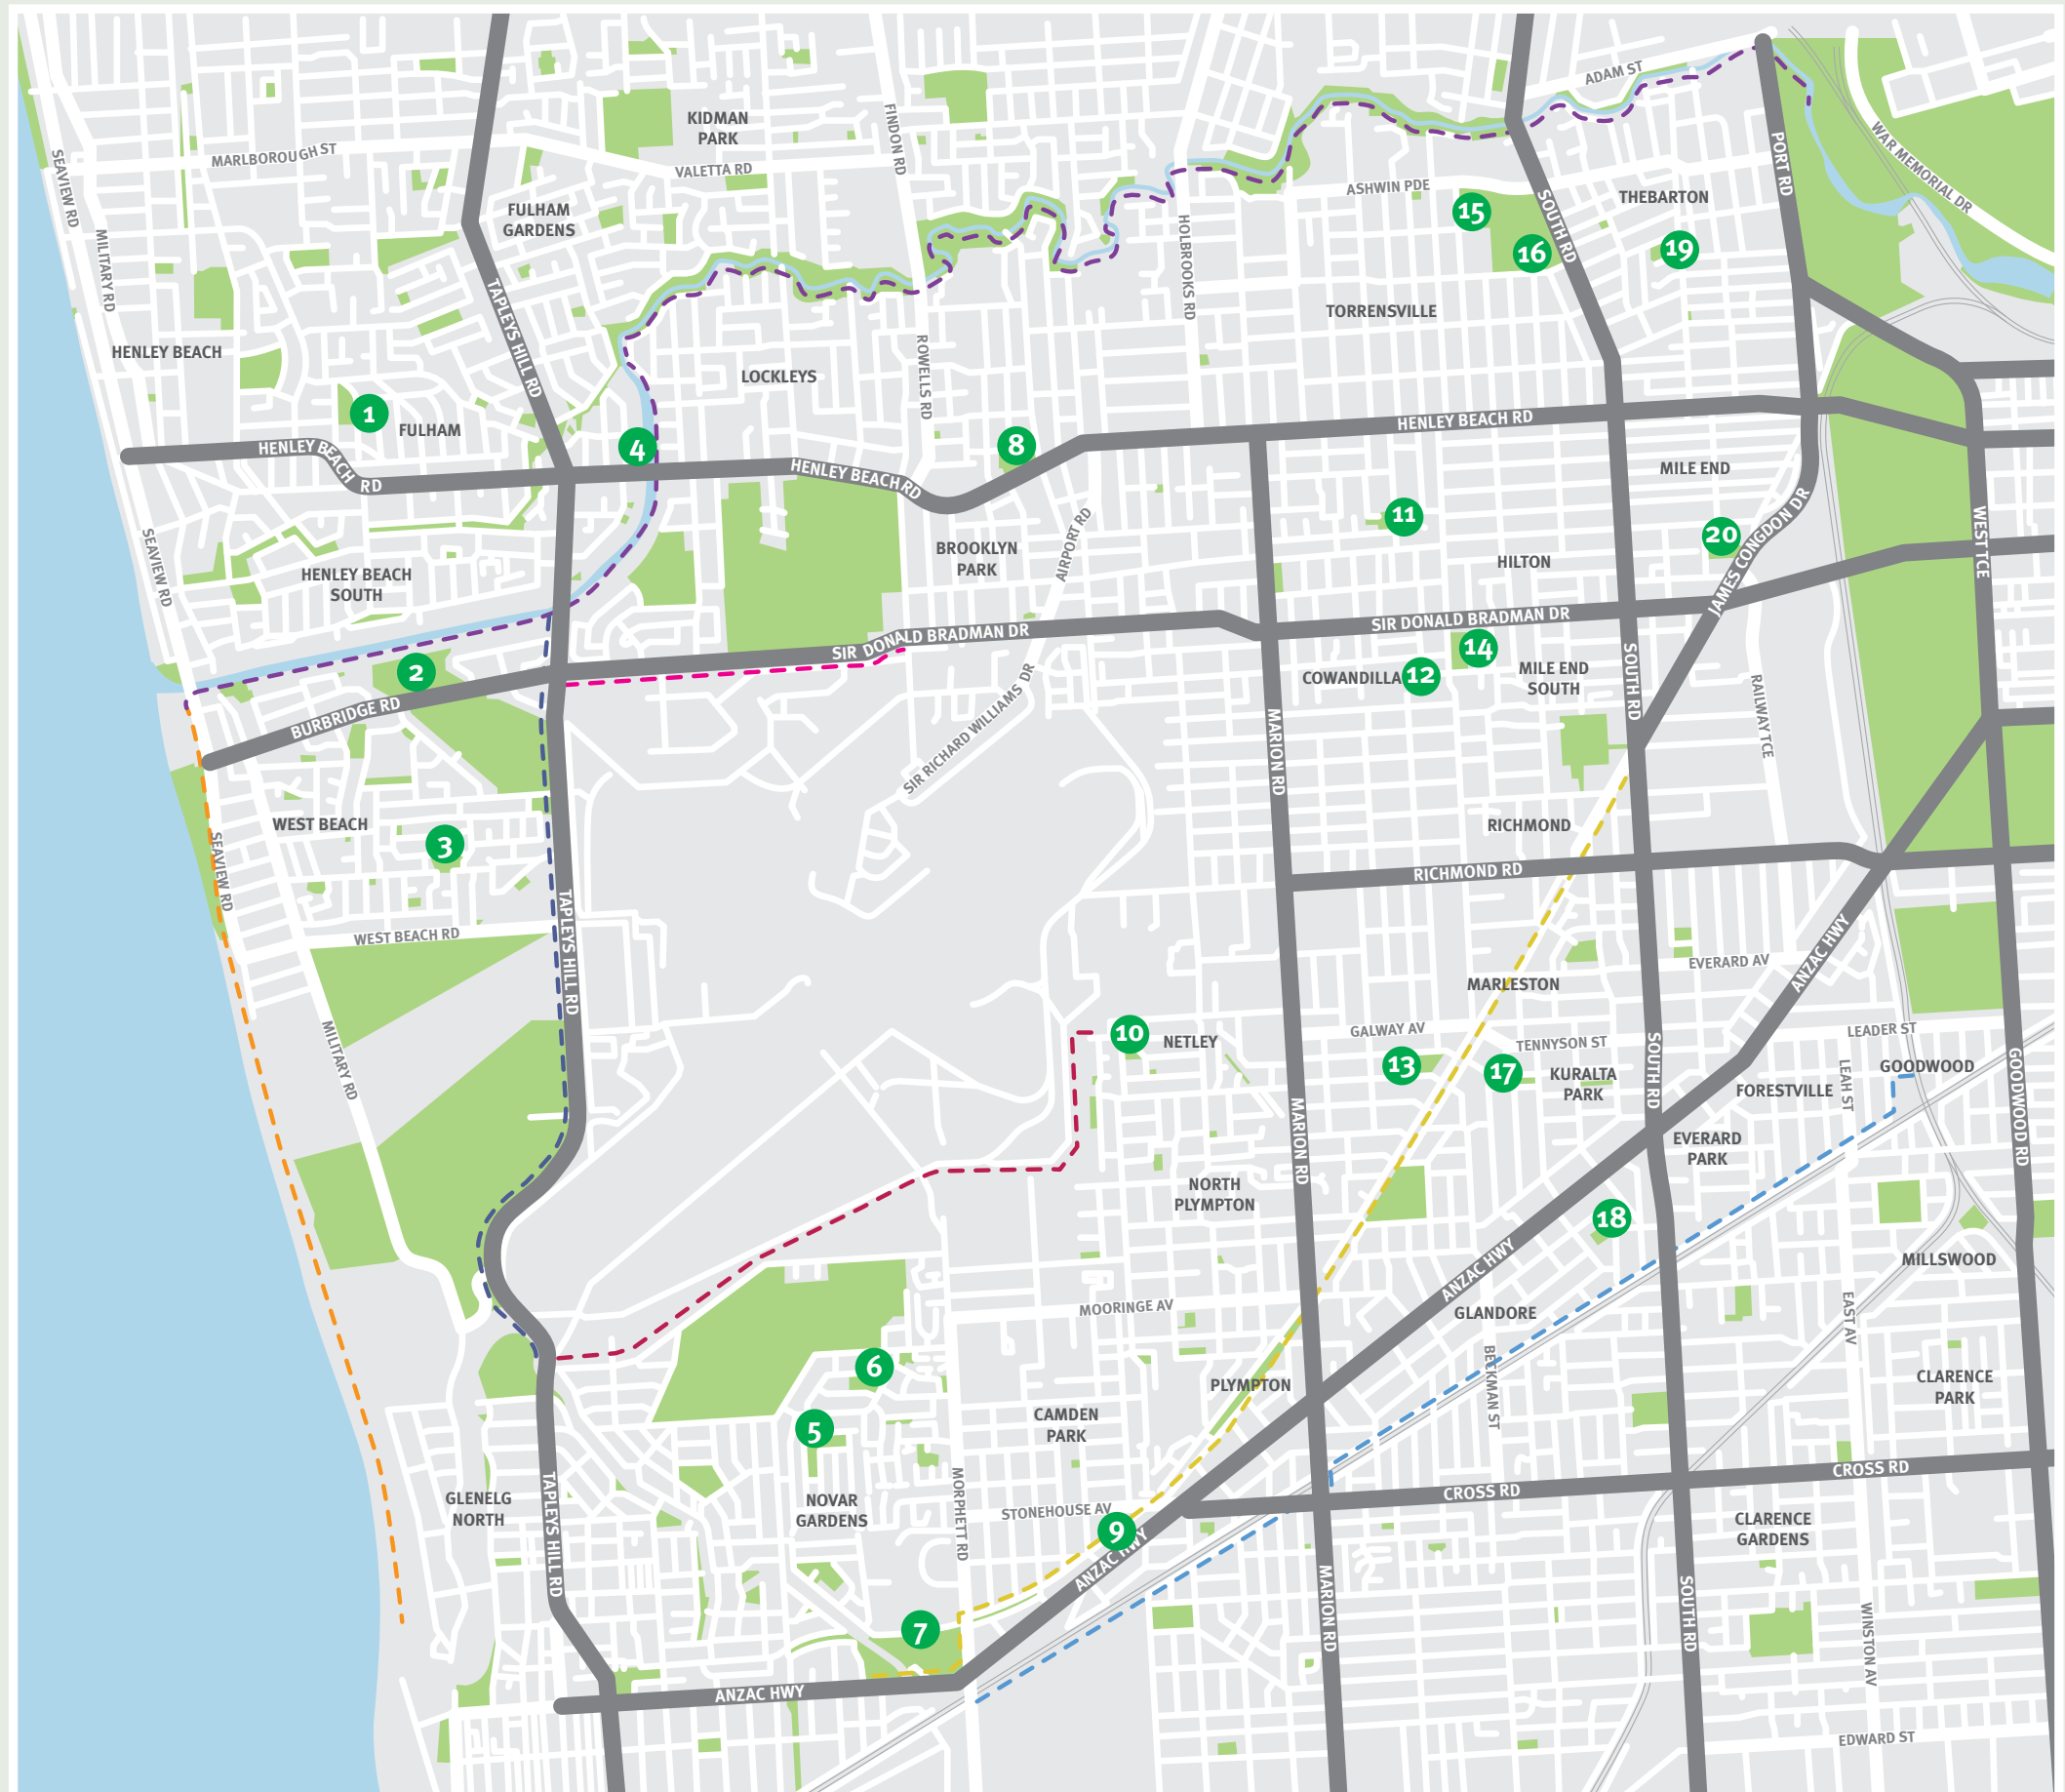 ADAM ST
WAR MEMORIAL DR
PORT RD
KIDMAN
PARK
FINDON RD
MARLBOROUGH ST
VALETTA RD
SEAVIEW RD
MILITARY RD
FULHAM
GARDENS
ASHWIN PDE
15
THEBARTON
SOUTH RD
16
19
HOLBROOKS RD
TAPLEYS HILL RD
TORRENSVILLE
HENLEY BEACH
LOCKLEYS
ROWELLS RD
1
FULHAM
HENLEY BEACH RD
4
8
HENLEY BEACH RD
HENLEY BEACH RD
MILE END
11
20
JAMES CONGDON DR
WEST TCE
HILTON
BROOKLYN
PARK
AIRPORT RD
SEAVIEW RD
HENLEY BEACH
SOUTH
SIR DONALD BRADMAN DR
SIR DONALD BRADMAN DR
2
14
COWANDILLA
12
MILE END
SOUTH
SOUTH RD
RAILWAY TCE
BURBRIDGE RD
SIR RICHARD WILLIAMS DR
MARION RD
WEST BEACH
3
RICHMOND
SEAVIEW RD
RICHMOND RD
WEST BEACH RD
TAPLEYS HILL RD
EVERARD AV
ANZAC HWY
MARLESTON
MILITARY RD
10
NETLEY
GALWAY AV
13
TENNYSON ST
17
KURALTA
PARK
SOUTH RD
LEADER ST
GOODWOOD
LEAH ST
FORESTVILLE
GOODWOOD RD
EVERARD
PARK
MARION RD
NORTH
PLYMPTON
18
MILLSWOOD
ANZAC HWY
MOORINGE AV
GLANDORE
EAST AV
6
BECKMAN ST
PLYMPTON
CLARENCE
PARK
5
CAMDEN
PARK
CROSS RD
CROSS RD
GLENELG
NORTH
TAPLEYS HILL RD
NOVAR
GARDENS
MORPHETT RD
STONEHOUSE AV
9
ANZAC HWY
CLARENCE
GARDENS
MARION RD
SOUTH RD
WINSTON AV
7
ANZAC HWY
EDWARD ST